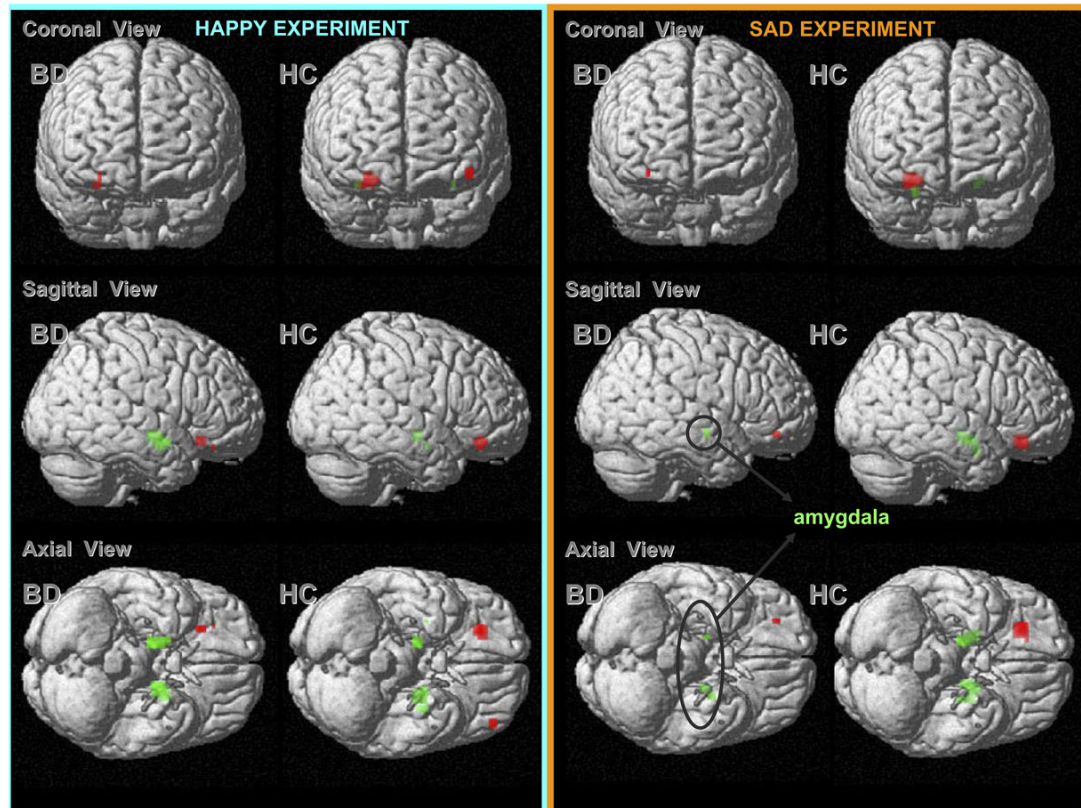 HAPPY EXPERIMENT
Coronal View
BD
HC
Sagittal View
BD
HC
Axial View
BD
HC
SAD EXPERIMENT
Coronal View
BD
HC
Sagittal View
BD
HC
amygdala
Axial View
BD
HC